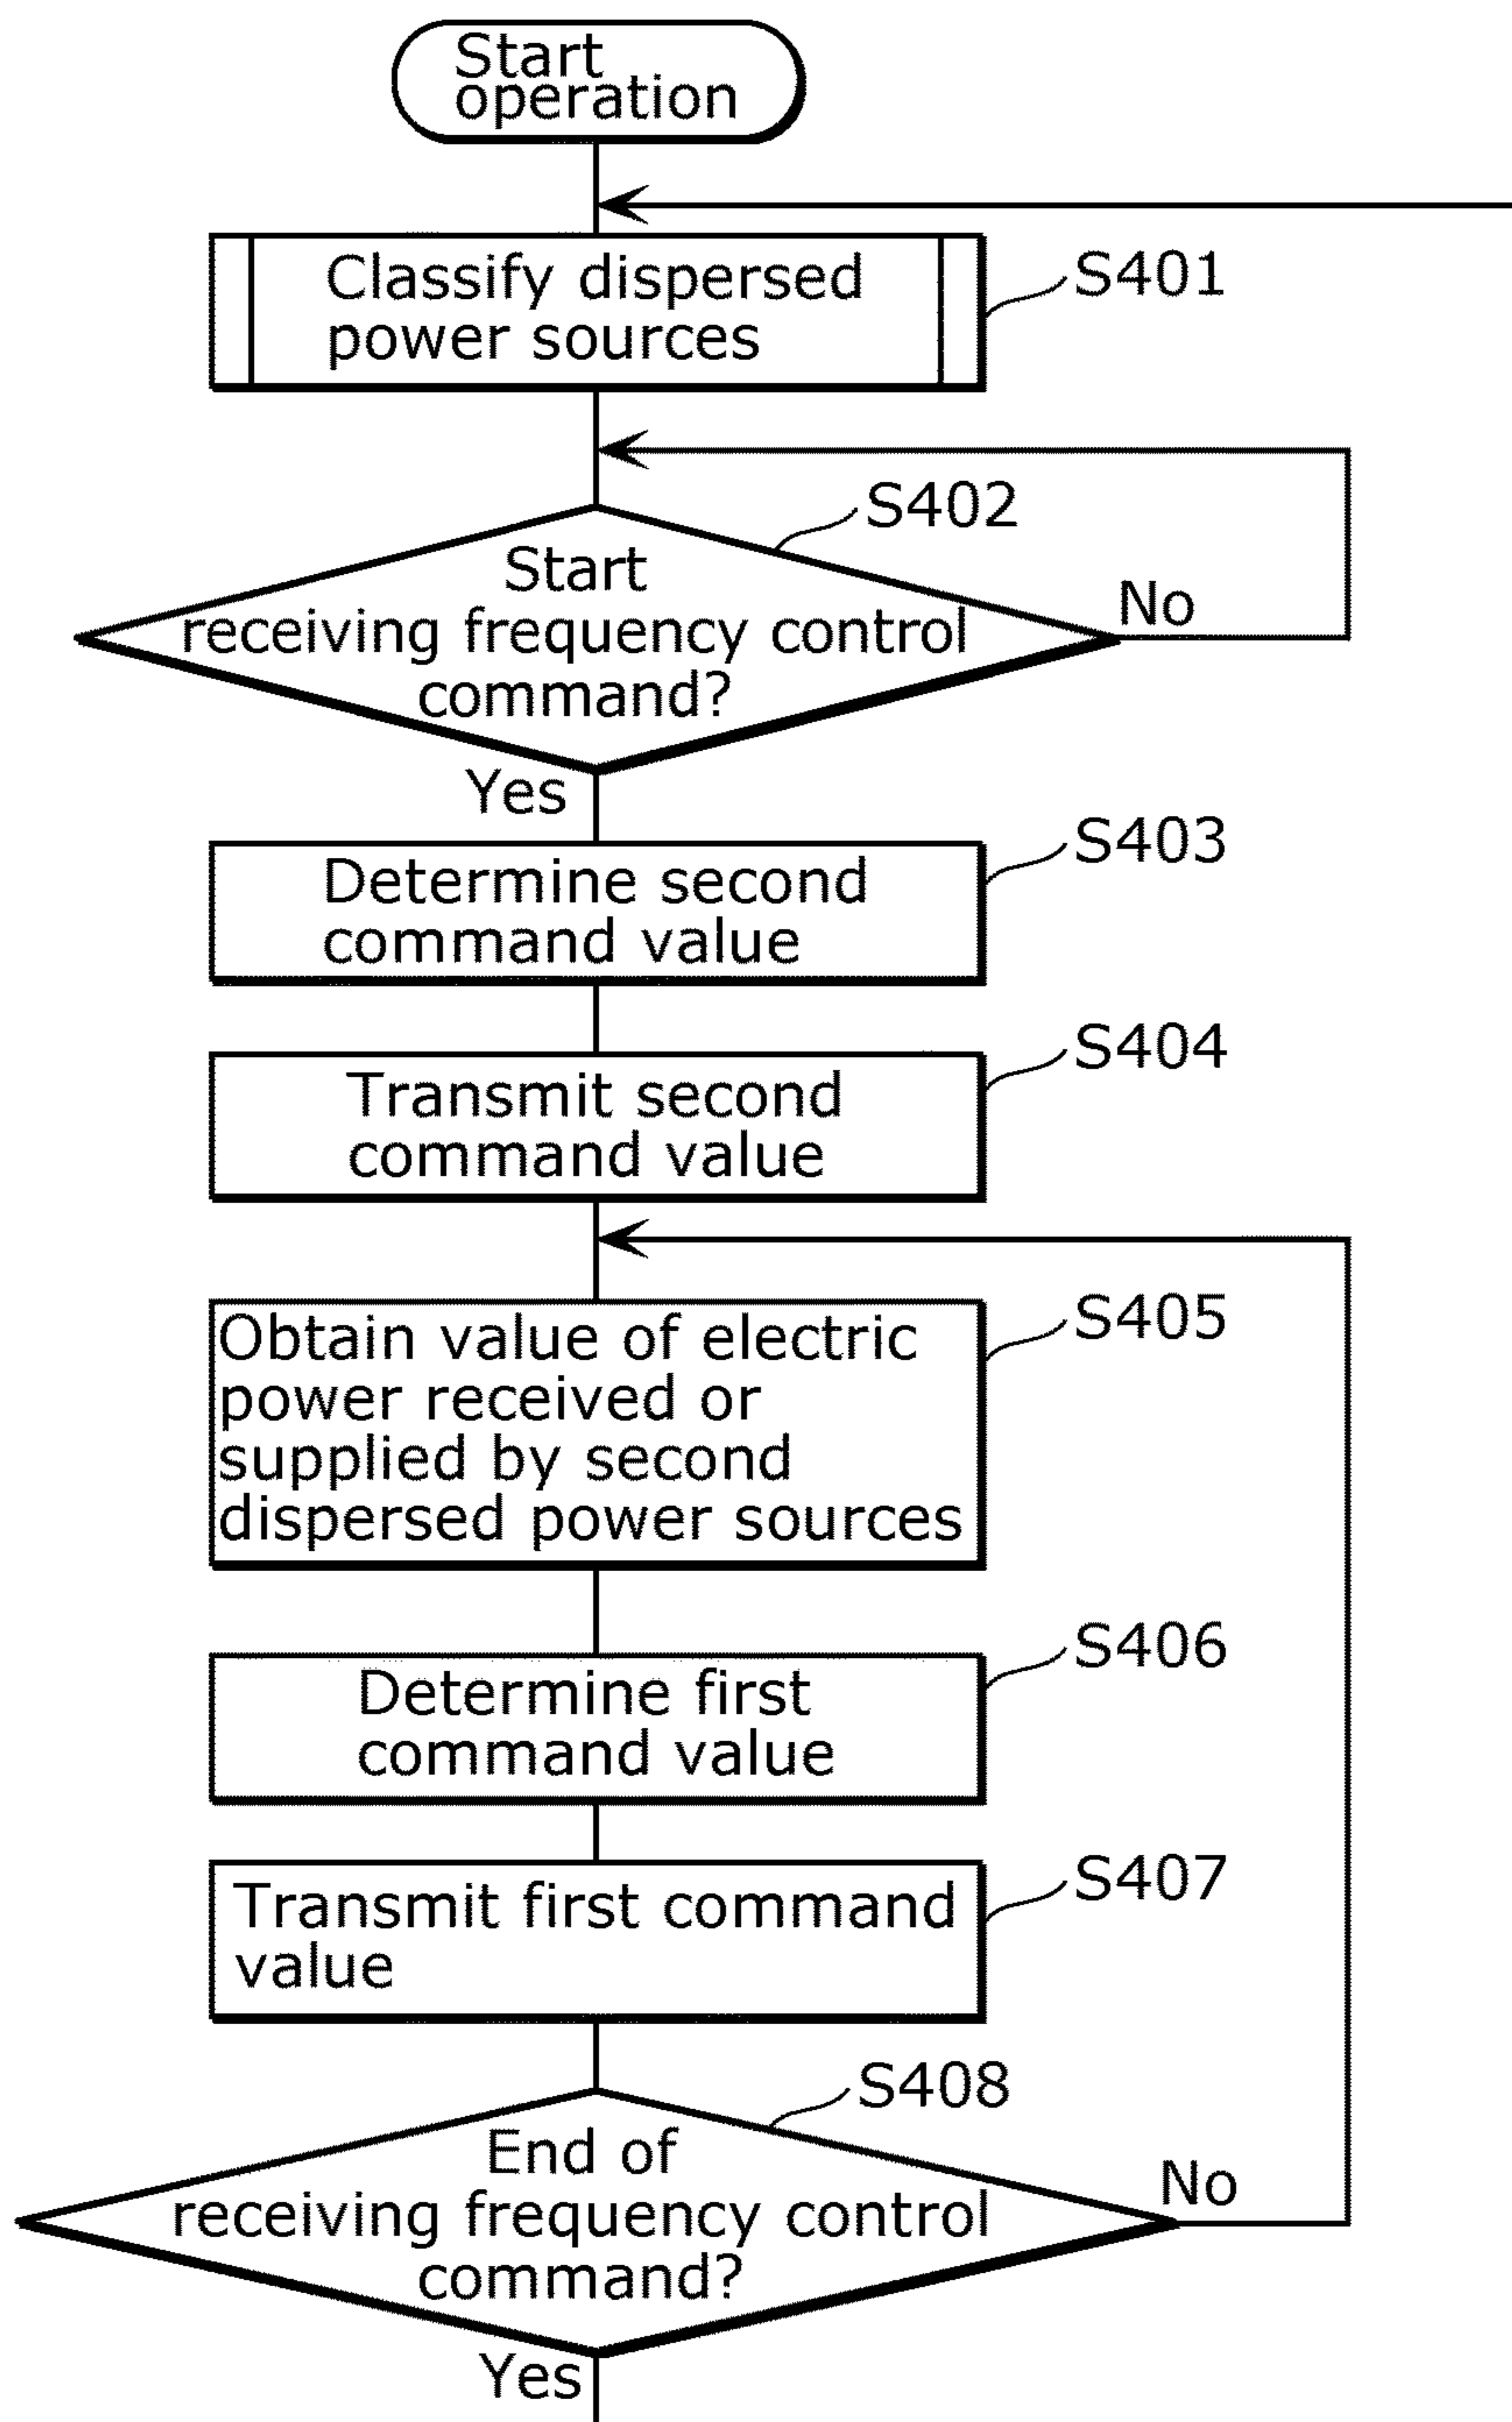 Start
operation
Classify dispersed
power sources
S401
S402
Start
receiving frequency control
command?
No
Yes
S403
Determine second
command value
S404
Transmit second
command value
S405
Obtain value of electric
power received or
supplied by second
dispersed power sources
S406
Determine first
command value
S407
Transmit first command
value
S408
End of
receiving frequency control
command?
No
Yes